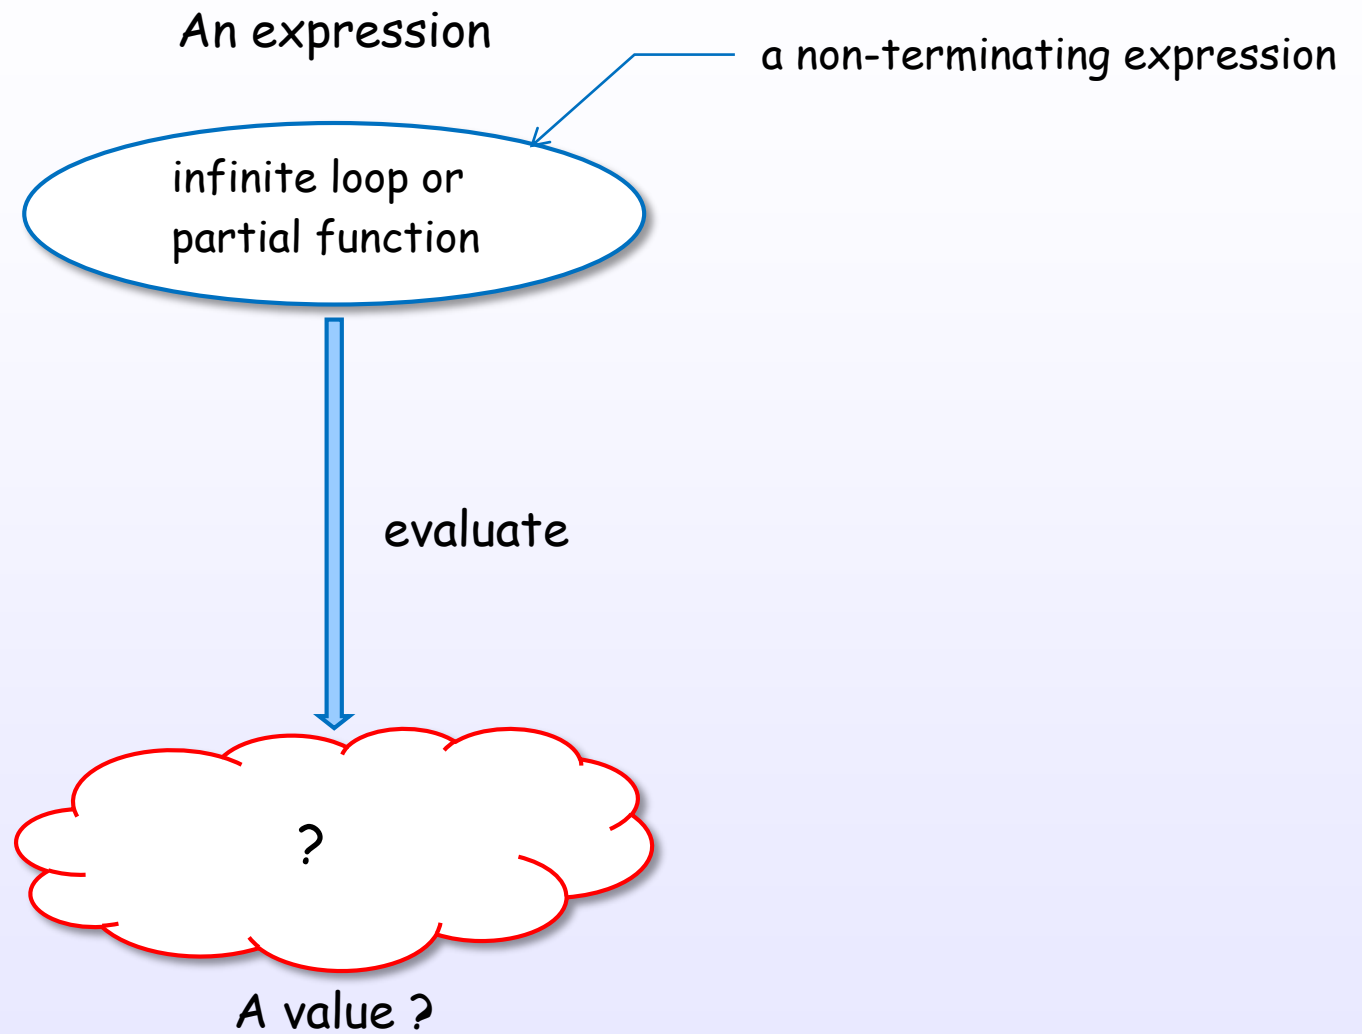 An expression
a non-terminating expression
infinite loop or
partial function
evaluate
?
A value ?